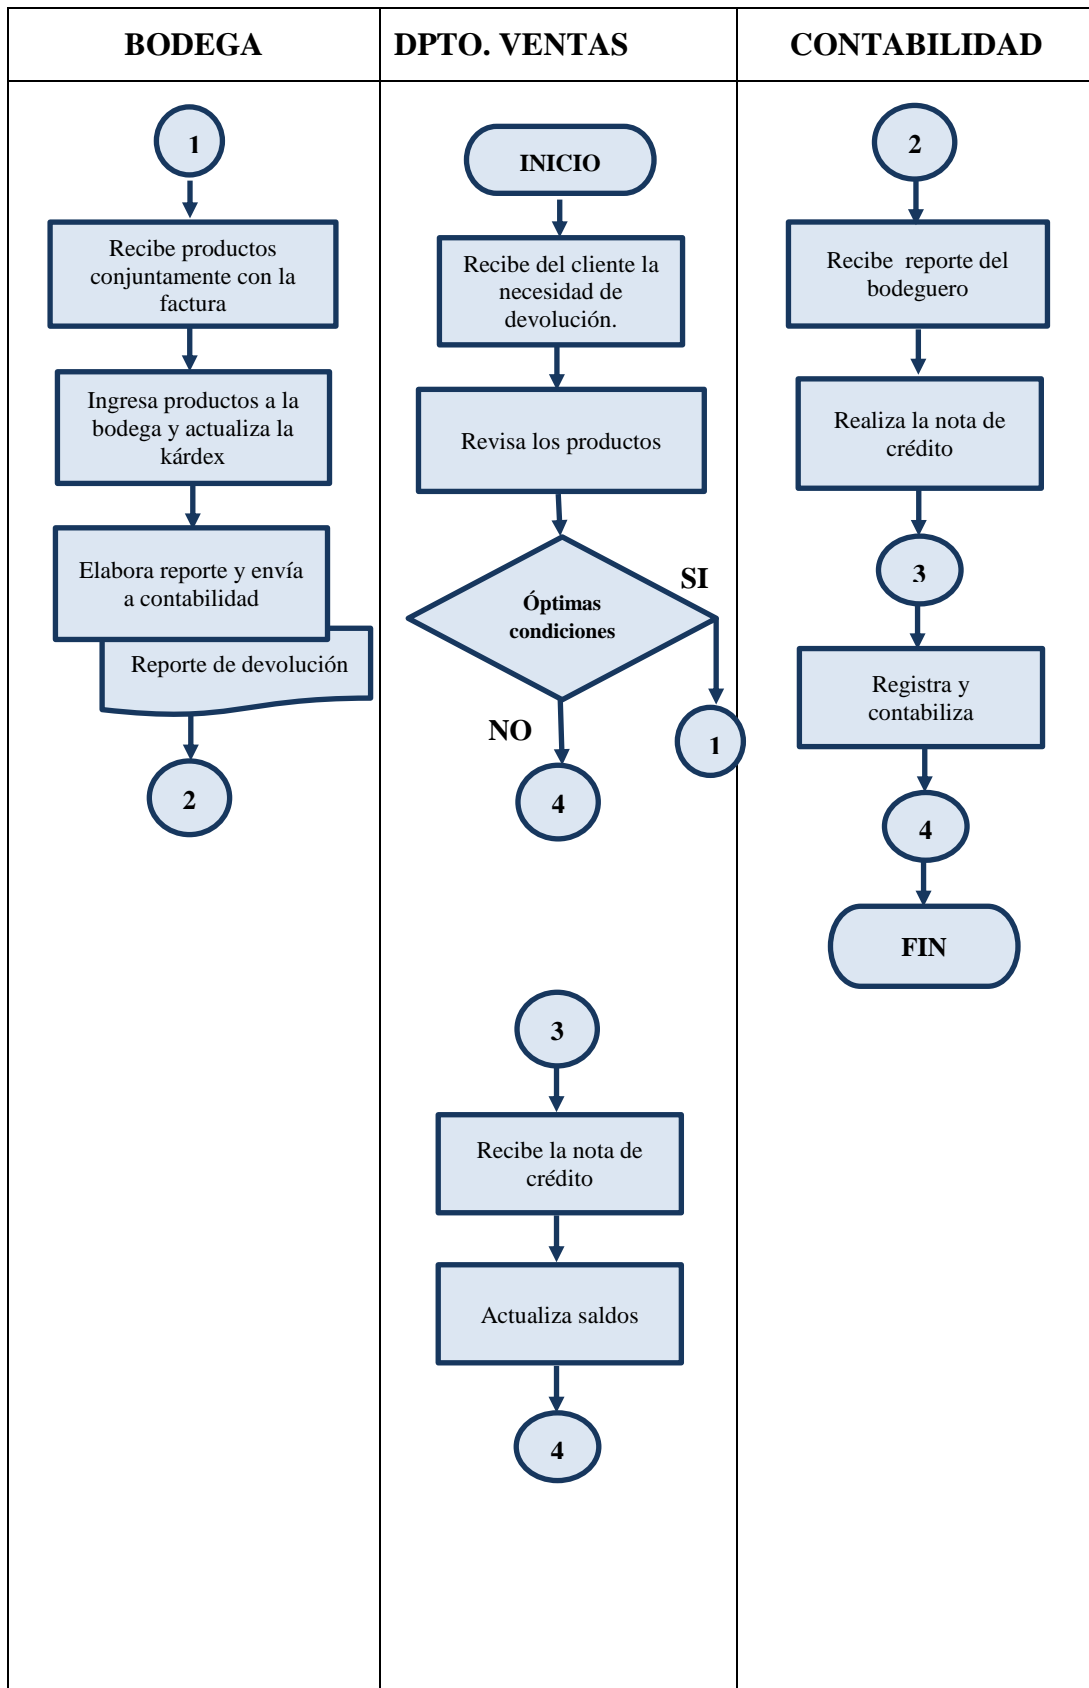 BODEGA
DPTO. VENTAS
CONTABILIDAD
1
Recibe productos
conjuntamente con la
factura
Ingresa productos a la
bodega y actualiza la
kárdex
Elabora reporte y envía
a contabilidad
Reporte de devolución
2
INICIO
Recibe del cliente la
necesidad de
devolución.
Revisa los productos
Óptimas
condiciones
SI
NO
1
4
3
Recibe la nota de
crédito
Actualiza saldos
4
2
Recibe reporte del
bodeguero
Realiza la nota de
crédito
3
Registra y
contabiliza
4
FIN